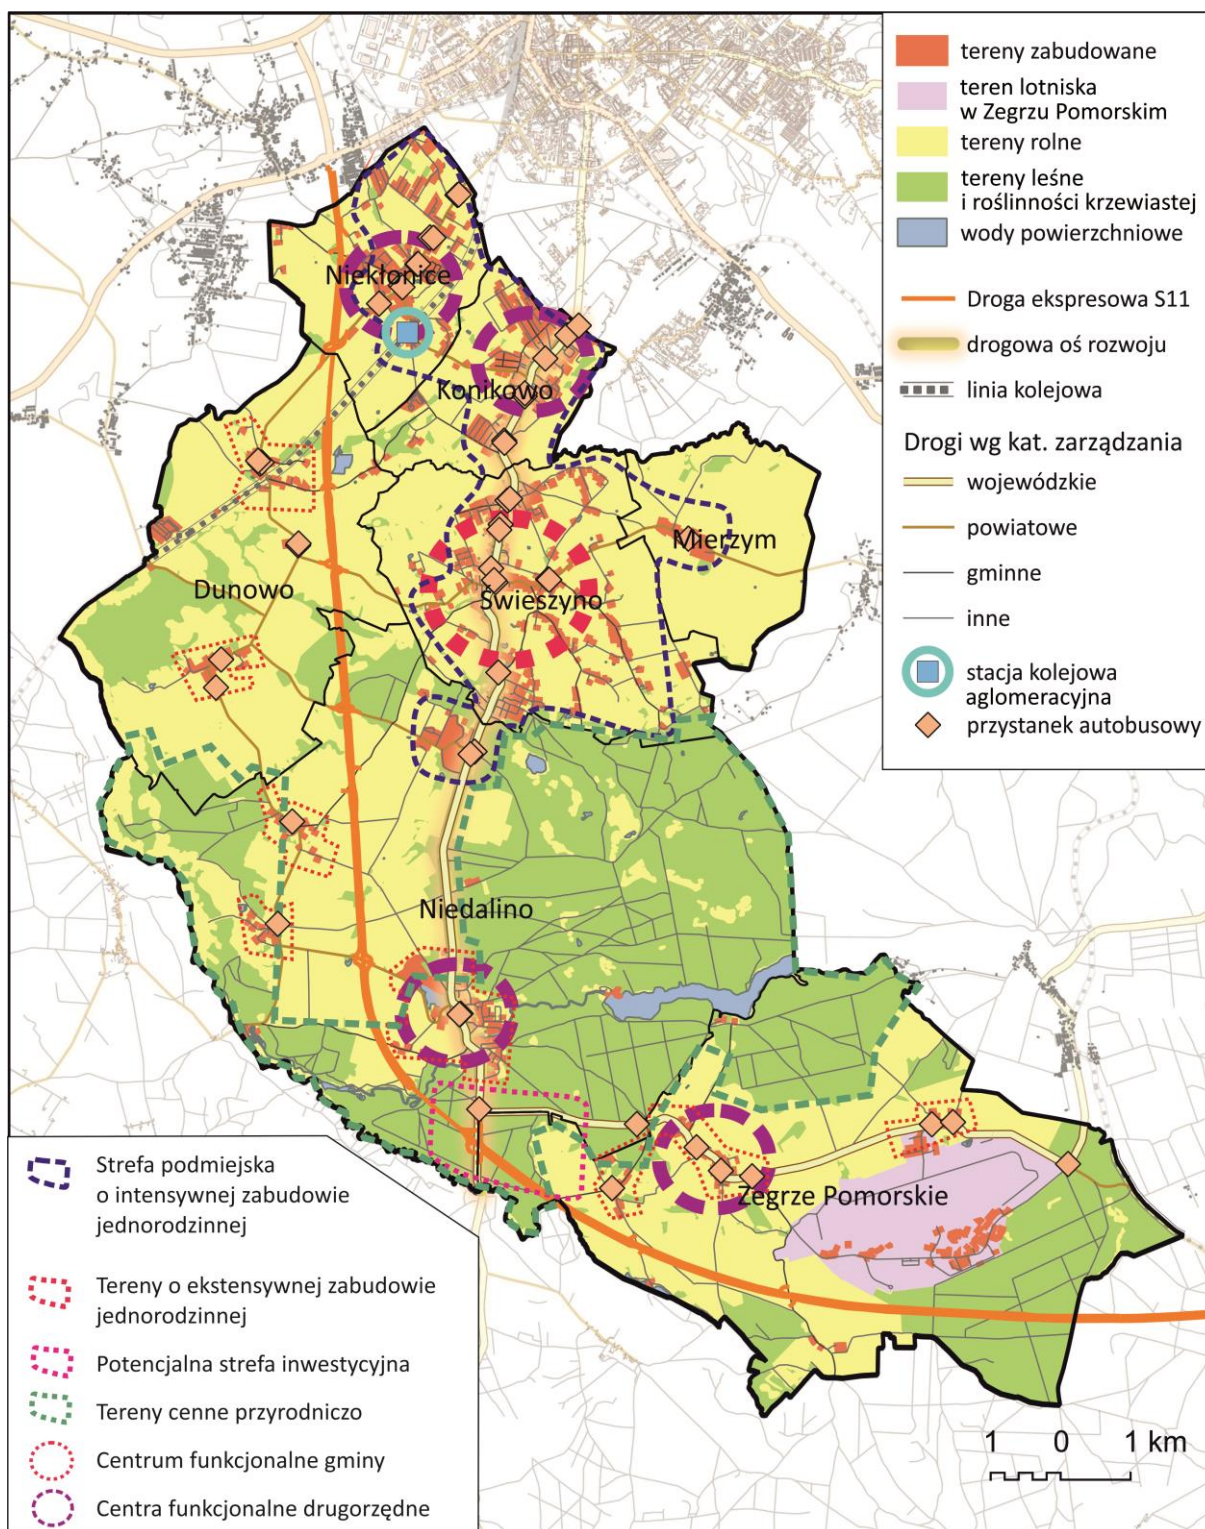 tereny zabudowane
teren lotniska
w Zegrzu Pomorskim
tereny rolne
tereny leśne
i roślinności krzewiastej
wody powierzchniowe
Droga ekspresowa S11
drogowa oś rozwoju
linia kolejowa
Drogi wg kat. zarządzania
wojewódzkie
powiatowe
gminne
inne
stacja kolejowa
aglomeracyjna
przystanek autobusowy
Niekłonice
Konikowo
Mierzym
Dunowo
Świeszyno
Niedalino
Zegrze Pomorskie
Strefa podmiejska
o intensywnej zabudowie
jednorodzinnej
Tereny o ekstensywnej zabudowie
jednorodzinnej
Potencjalna strefa inwestycyjna
Tereny cenne przyrodniczo
Centrum funkcjonalne gminy
Centra funkcjonalne drugorzędne
1 0 1 km